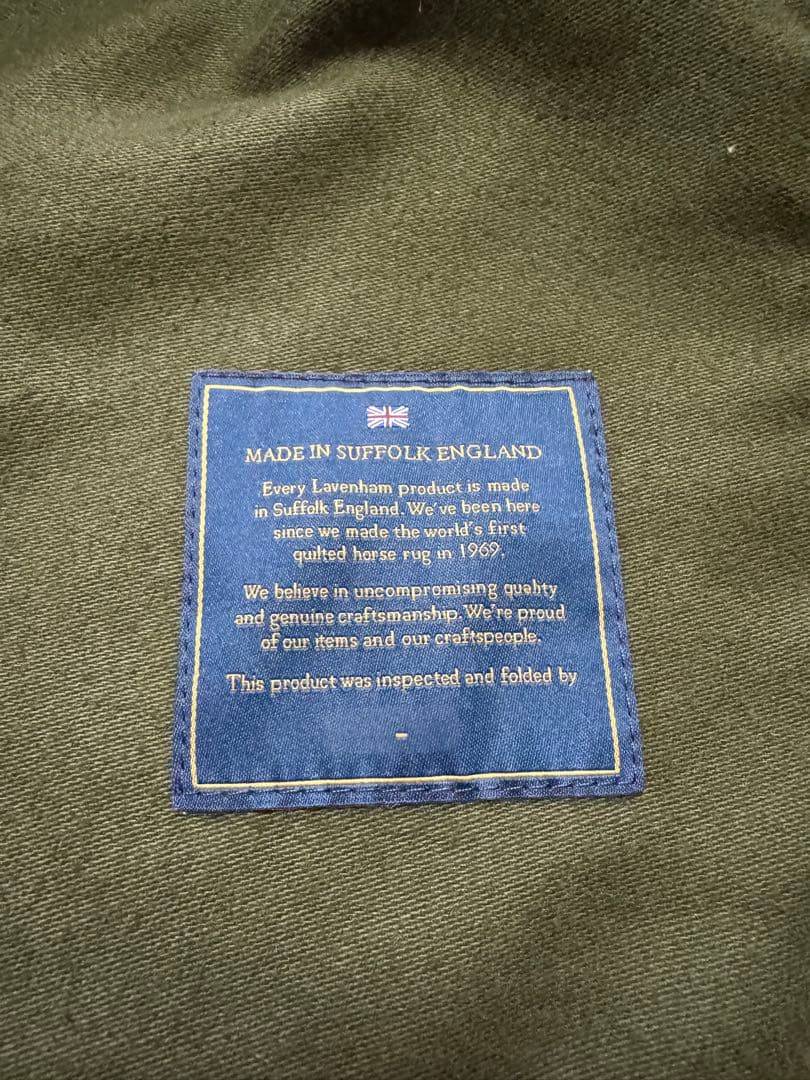 MADE IN SUFFOLK ENGLAND
Every Lavenham product is made
in Suffolk England. We've been here
since we made the world's first
quilted horse rug in 1969.
We believe in uncompromising quality
and genuine craftsmanship. We're proud
of our items and our craftspeople.
This product was inspected and folded by
-